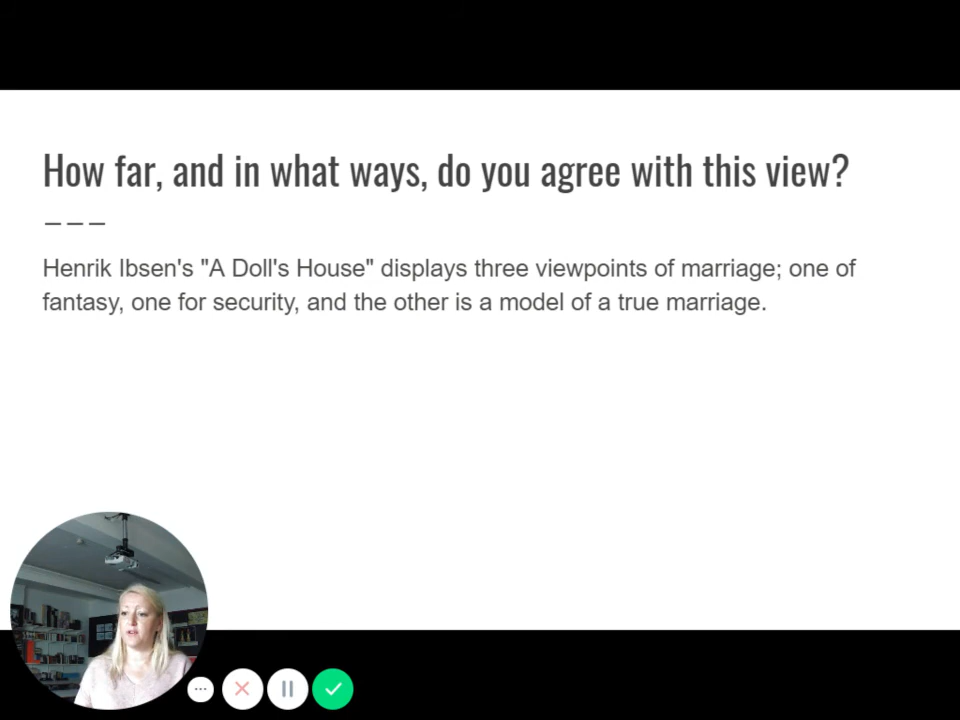 How far, and in what ways, do you agree with this view?
Henrik Ibsen's "A Doll's House" displays three viewpoints of marriage; one of
fantasy, one for security, and the other is a model of a true marriage.